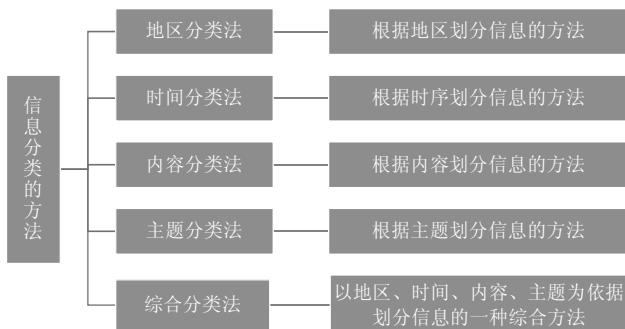 信息分类的方法
地区分类法
根据地区划分信息的方法
时间分类法
根据时序划分信息的方法
内容分类法
根据内容划分信息的方法
主题分类法
根据主题划分信息的方法
综合分类法
以地区、时间、内容、主题为依据
划分信息的一种综合方法